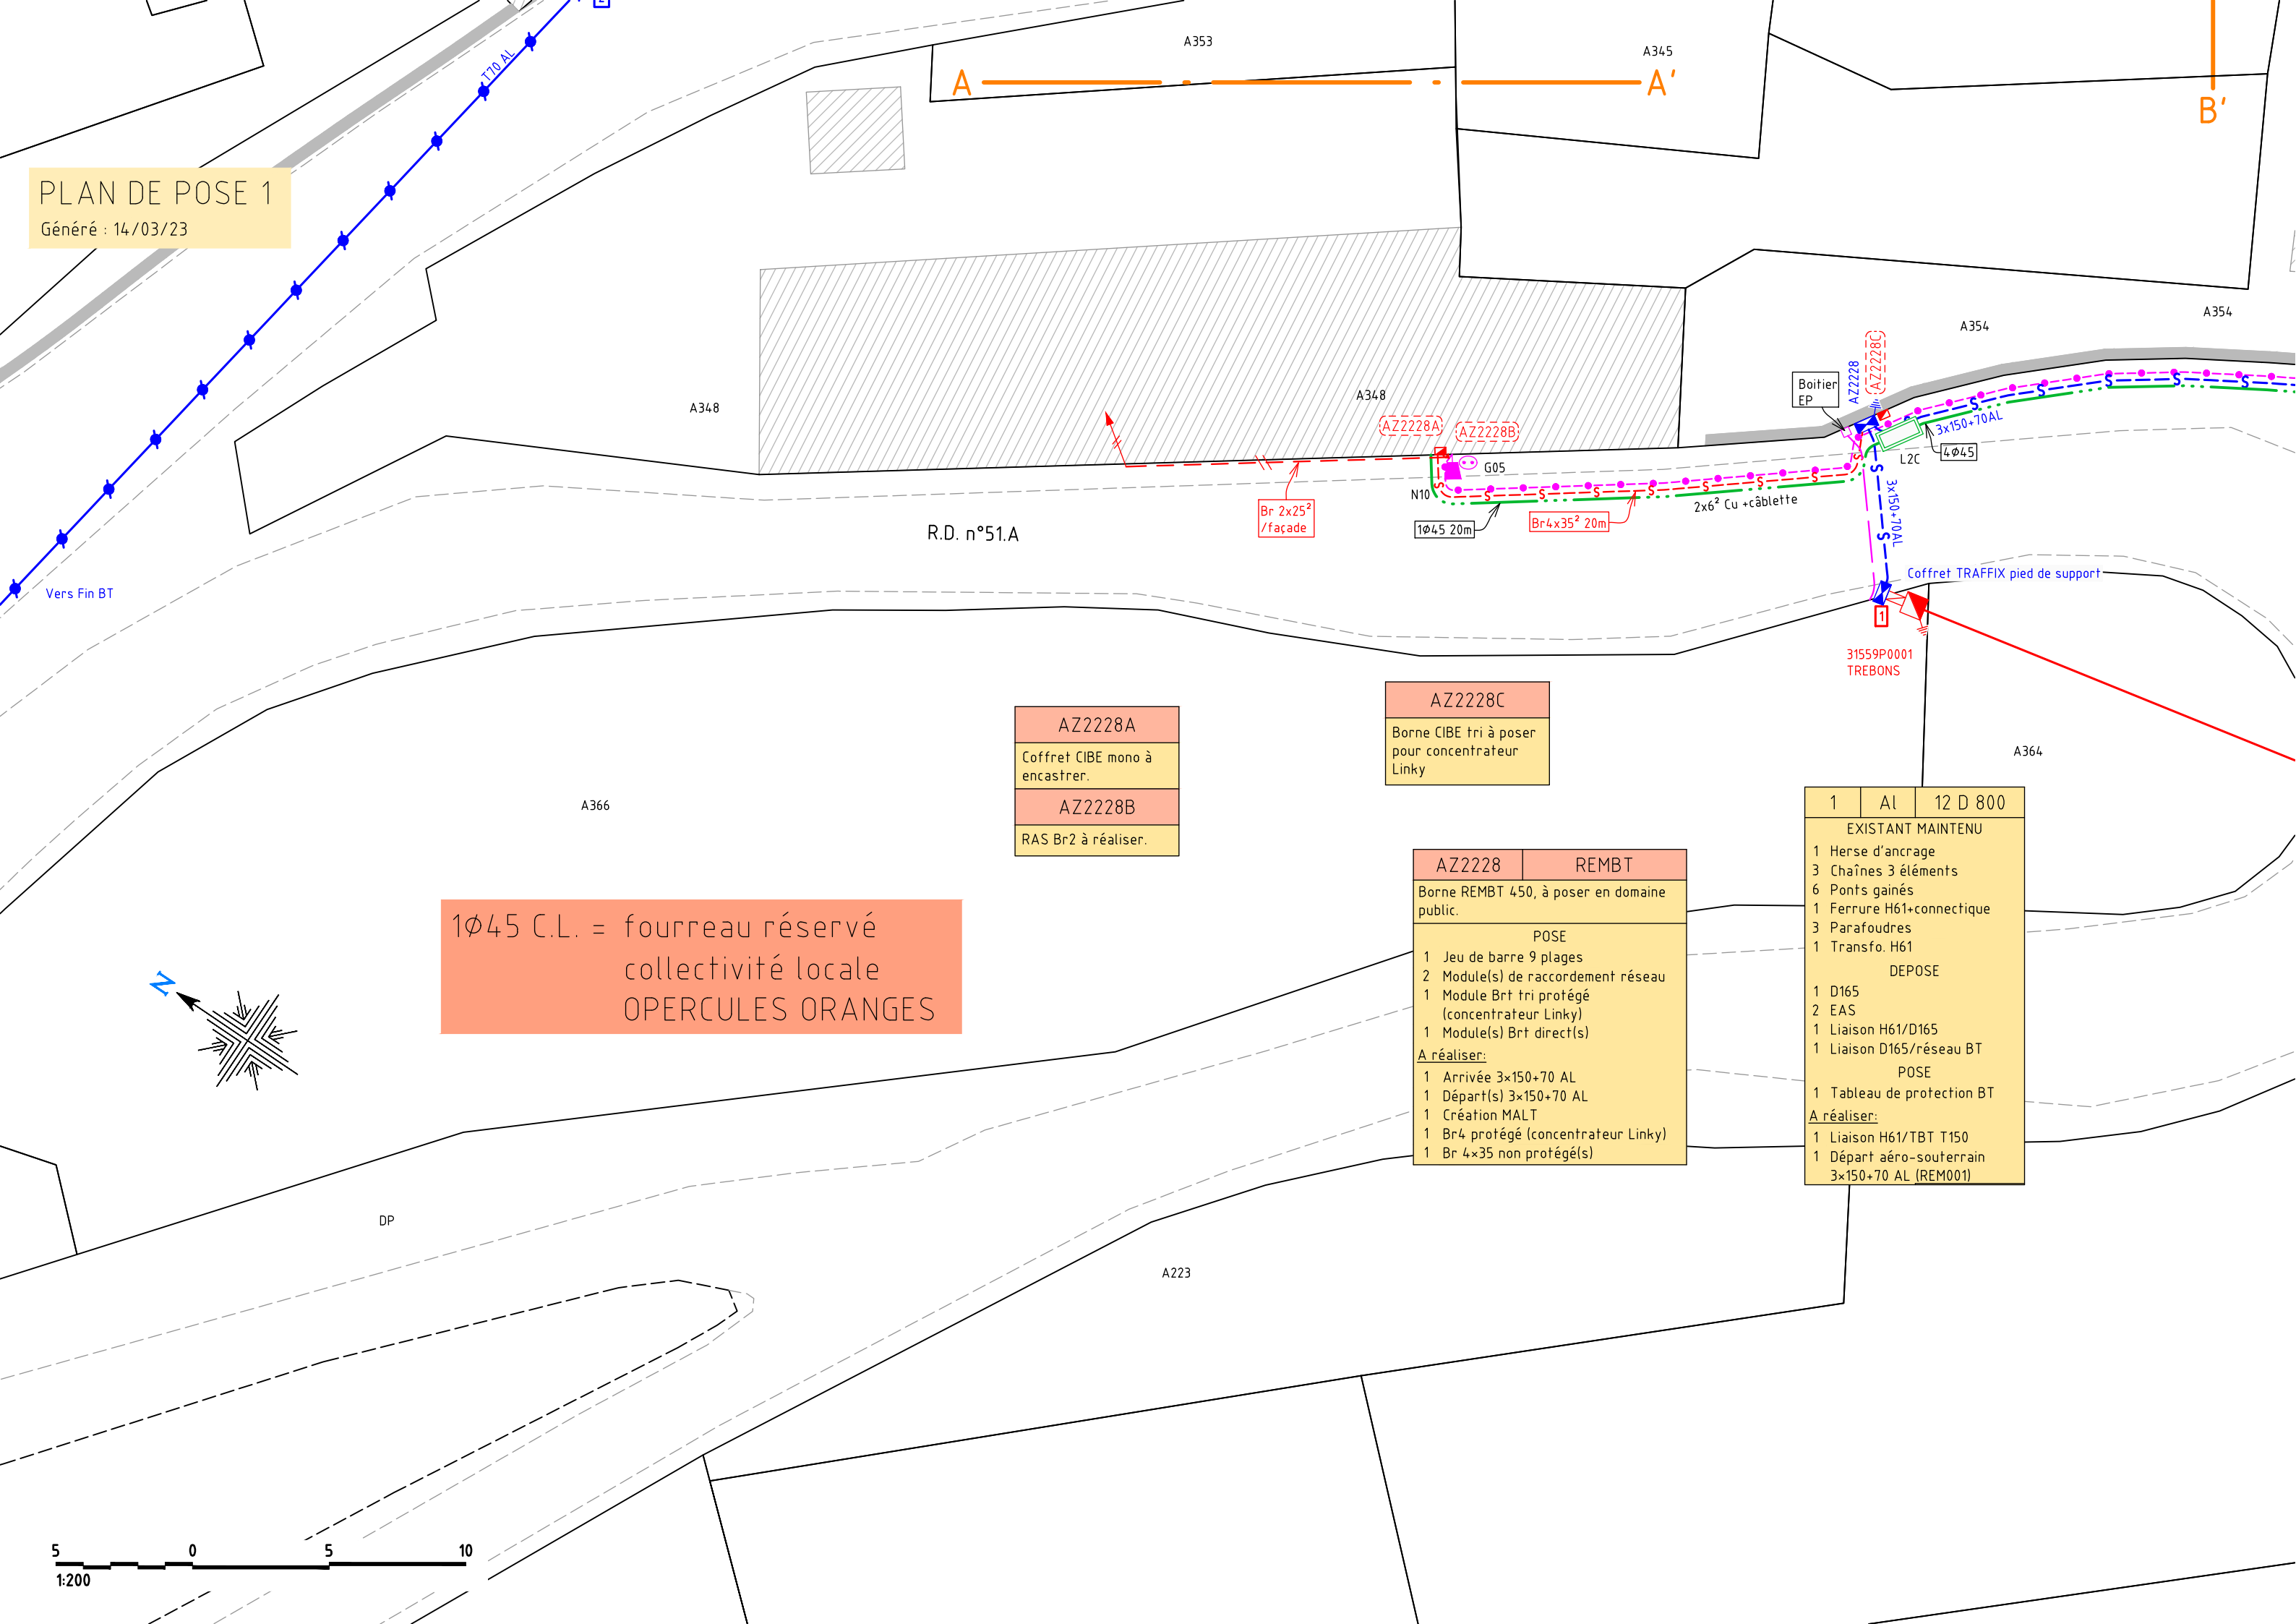 T70 AL
A353
A345
A
A'
B'
PLAN DE POSE 1
Généré : 14/03/23
A354
A354
A348
A348
AZ2228
AZ2228C
Boitier
EP
AZ2228A
AZ2228B
G05
N10
3x150+70AL
4Ø45
L2C
3x150+70AL
Br 2x25²
/façade
1Ø45 20m
Br4x35² 20m
2x6² Cu +câblette
R.D. n°51.A
Vers Fin BT
Coffret TRAFFIX pied de support
1
31559P0001
TREBONS
A364
A366
AZ2228A
Coffret CIBE mono à
encastrer.
AZ2228B
RAS Br2 à réaliser.
AZ2228C
Borne CIBE tri à poser
pour concentrateur
Linky
AZ2228 REMBT
Borne REMBT 450, à poser en domaine
public.
POSE
1 Jeu de barre 9 plages
2 Module(s) de raccordement réseau
1 Module Brt tri protégé
(concentrateur Linky)
1 Module(s) Brt direct(s)
A réaliser:
1 Arrivée 3×150+70 AL
1 Départ(s) 3×150+70 AL
1 Création MALT
1 Br4 protégé (concentrateur Linky)
1 Br 4×35 non protégé(s)
1 Al 12 D 800
EXISTANT MAINTENU
1 Herse d'ancrage
3 Chaînes 3 éléments
6 Ponts gainés
1 Ferrure H61+connectique
3 Parafoudres
1 Transfo. H61
DEPOSE
1 D165
2 EAS
1 Liaison H61/D165
1 Liaison D165/réseau BT
POSE
1 Tableau de protection BT
A réaliser:
1 Liaison H61/TBT T150
1 Départ aéro-souterrain
3×150+70 AL (REM001)
1Ø45 C.L. = fourreau réservé
collectivité locale
OPERCULES ORANGES
N
DP
A223
5 0 5 10
1:200